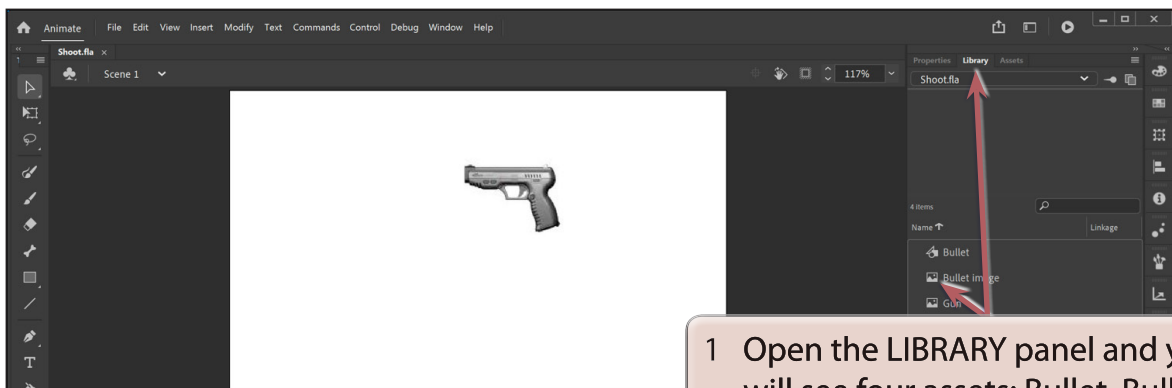 Animate File Edit View Insert Modify Text Commands Control Debug Window Help
Shoot.fla ×
Scene 1
117%
Properties Library Assets
Shoot.fla
4 items
Name Linkage
Bullet
Bullet image
Gun
1 Open the LIBRARY panel and y
will see four assets: Bullet, Bull